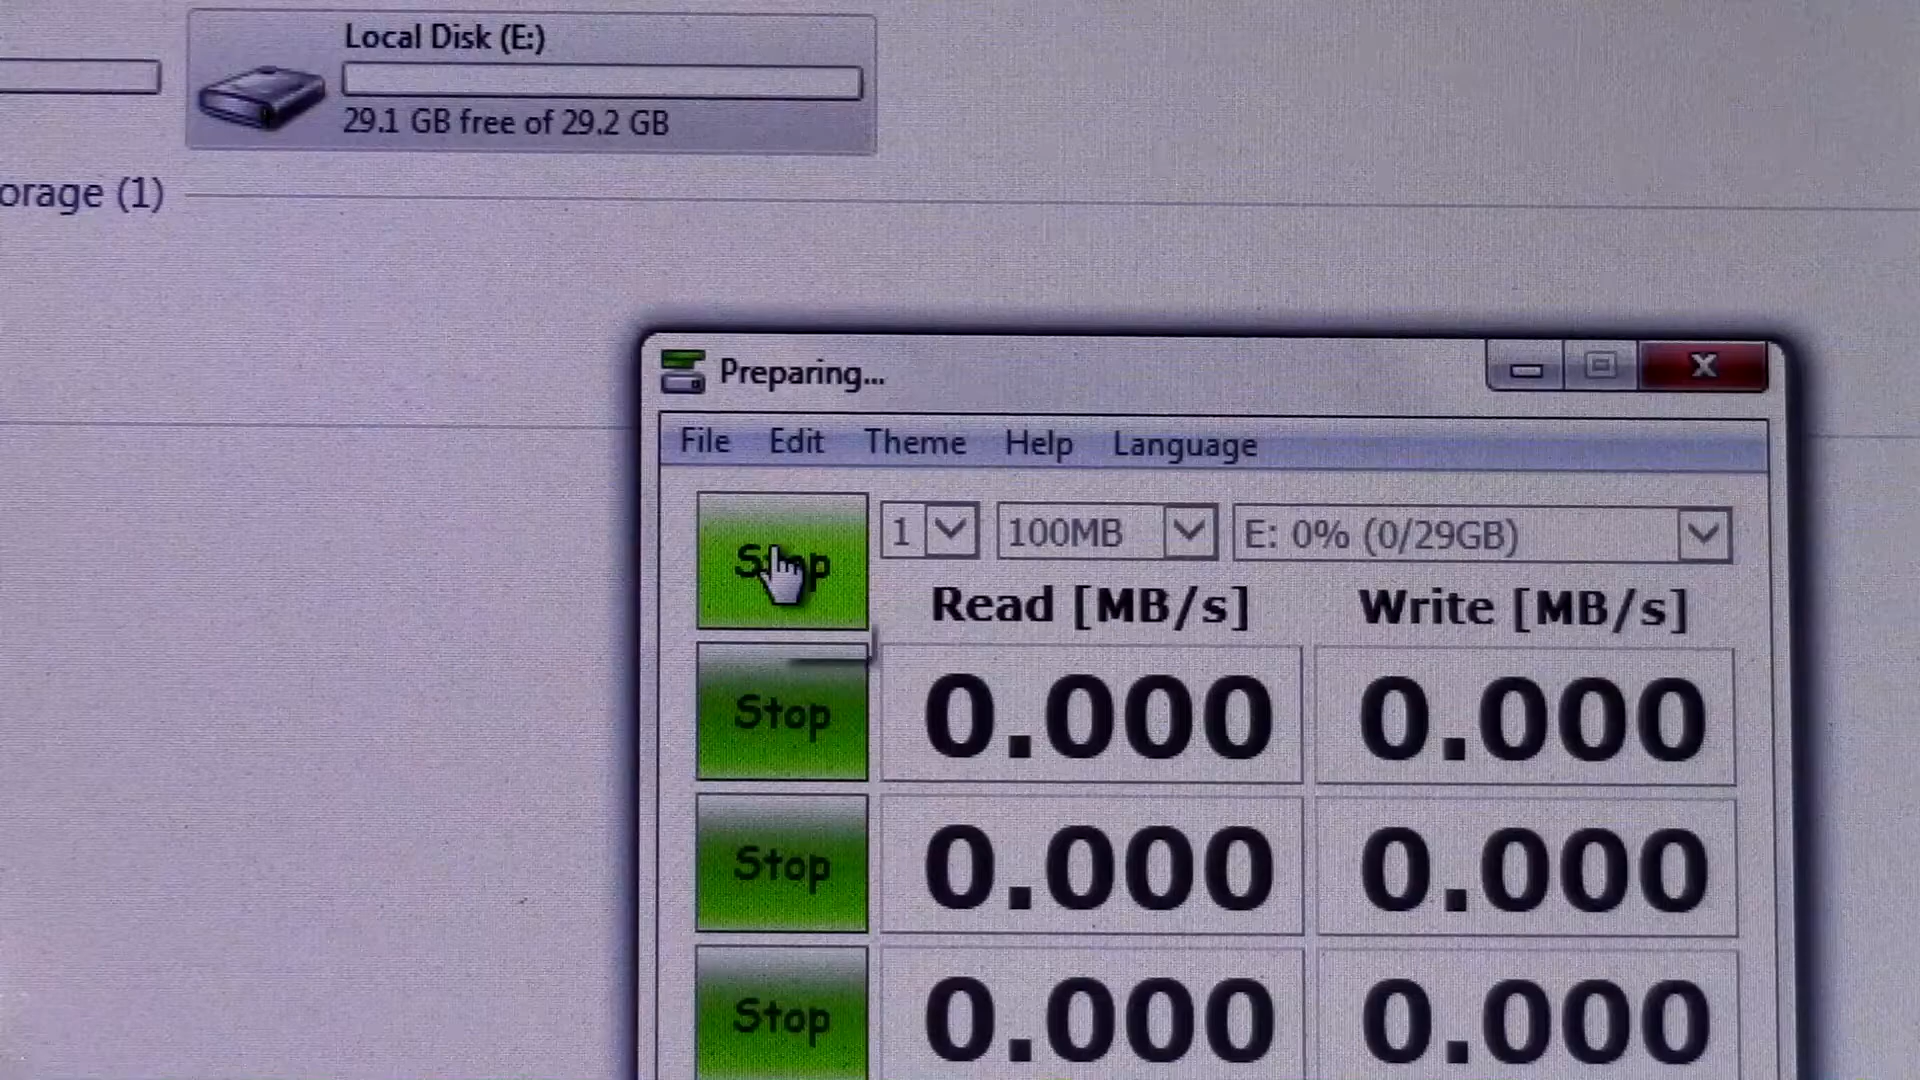 Local Disk (E:)
29.1 GB free of 29.2 GB
orage (1)
Preparing...
X
File Edit Theme Help Language
Stop 1 100MB E: 0% (0/29GB)
Read [MB/s] Write [MB/s]
Stop 0.000 0.000
Stop 0.000 0.000
Stop 0.000 0.000